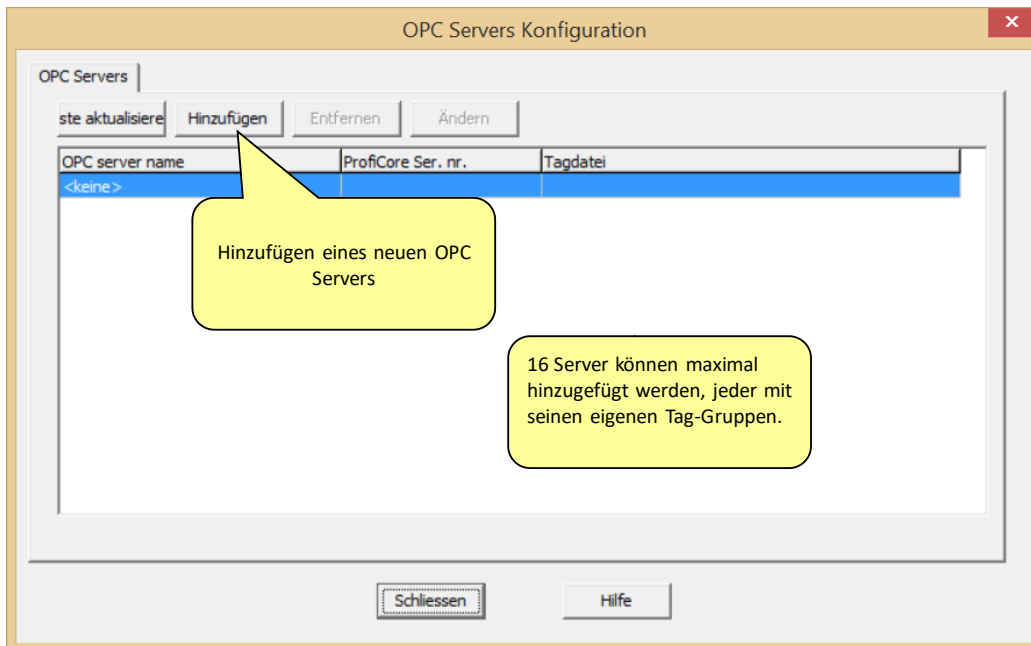 OPC Servers Konfiguration
OPC Servers
ste aktualisiere Hinzufügen Entfernen Ändern
OPC server name ProfiCore Ser. nr. Tagdatei
<keine>
Hinzufügen eines neuen OPC
Servers
16 Server können maximal
hinzugefügt werden, jeder mit
seinen eigenen Tag-Gruppen.
Schliessen Hilfe